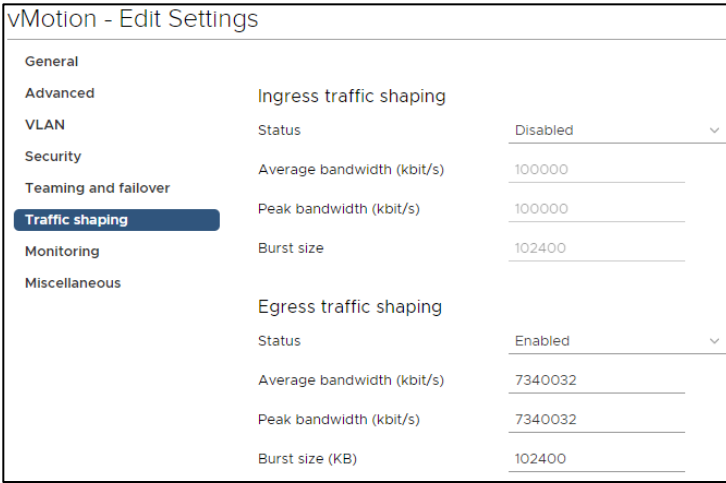 vMotion - Edit Settings
General
Advanced
VLAN
Security
Teaming and failover
Traffic shaping
Monitoring
Miscellaneous
Ingress traffic shaping
Status Disabled
Average bandwidth (kbit/s) 100000
Peak bandwidth (kbit/s) 100000
Burst size 102400
Egress traffic shaping
Status Enabled
Average bandwidth (kbit/s) 7340032
Peak bandwidth (kbit/s) 7340032
Burst size (KB) 102400